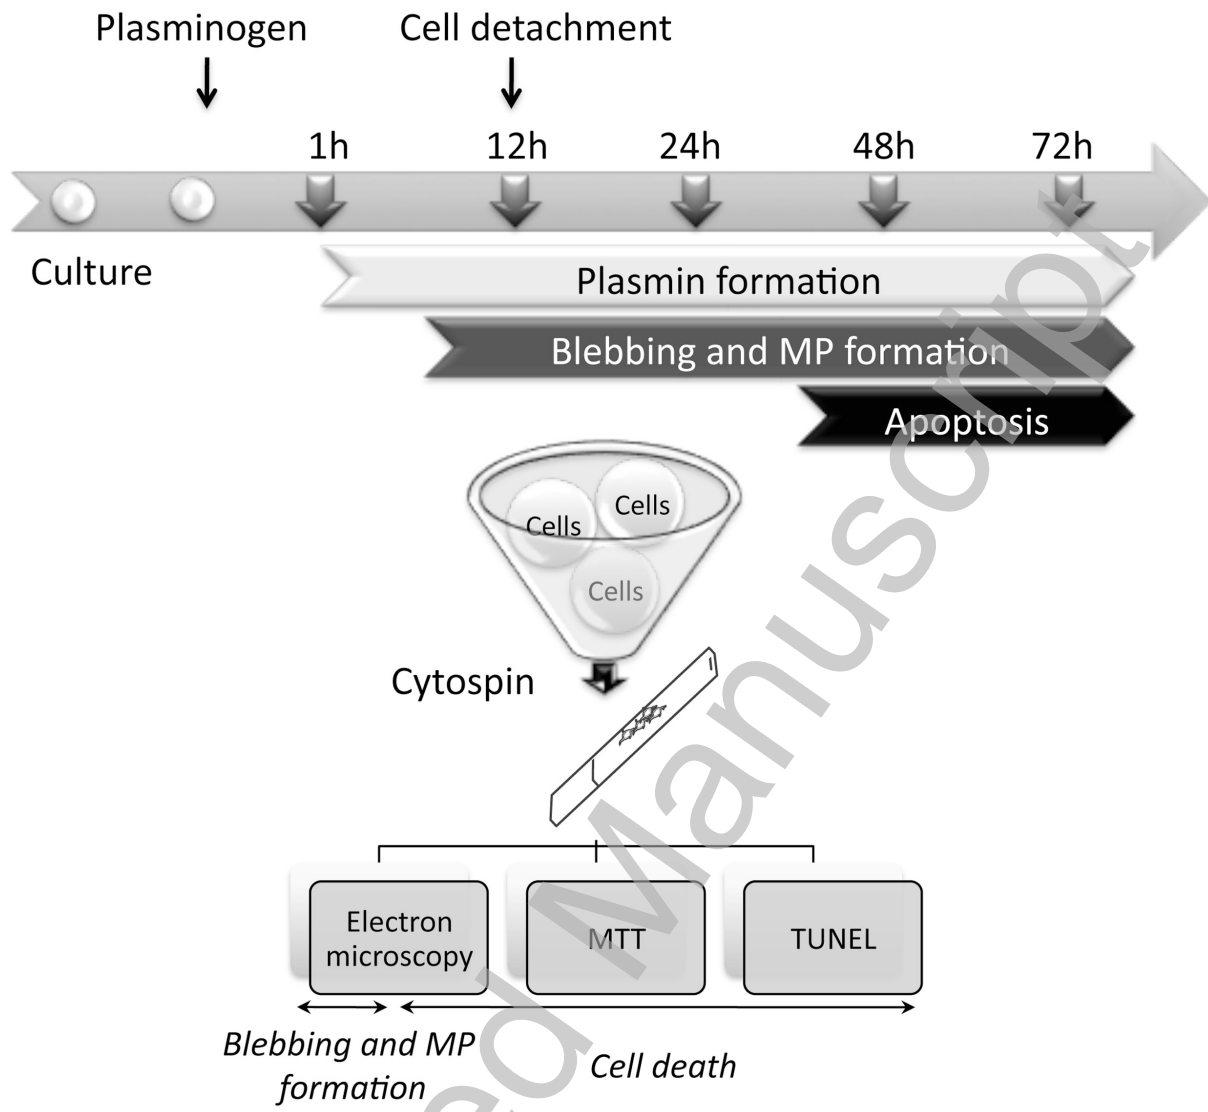 Plasminogen
Cell detachment
1h
12h
24h
48h
72h
Culture
Plasmin formation
Blebbing and MP formation
Apoptosis
Cells
Cells
Cells
Cytospin
Electron
microscopy
MTT
TUNEL
Blebbing and MP
formation
Cell death
ed Manuscript